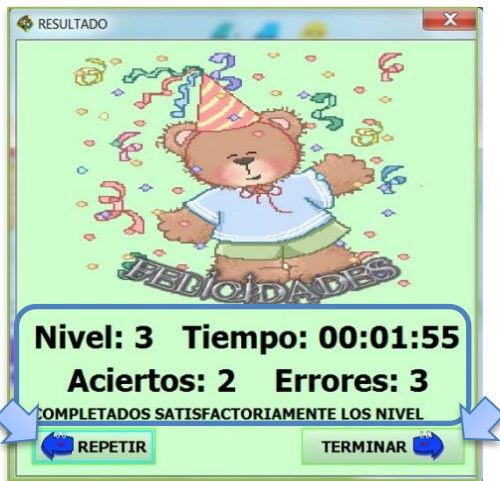 RESULTADO
FELICIDADES
Nivel: 3 Tiempo: 00:01:55
Aciertos: 2 Errores: 3
COMPLETADOS SATISFACTORIAMENTE LOS NIVEL
REPETIR TERMINAR